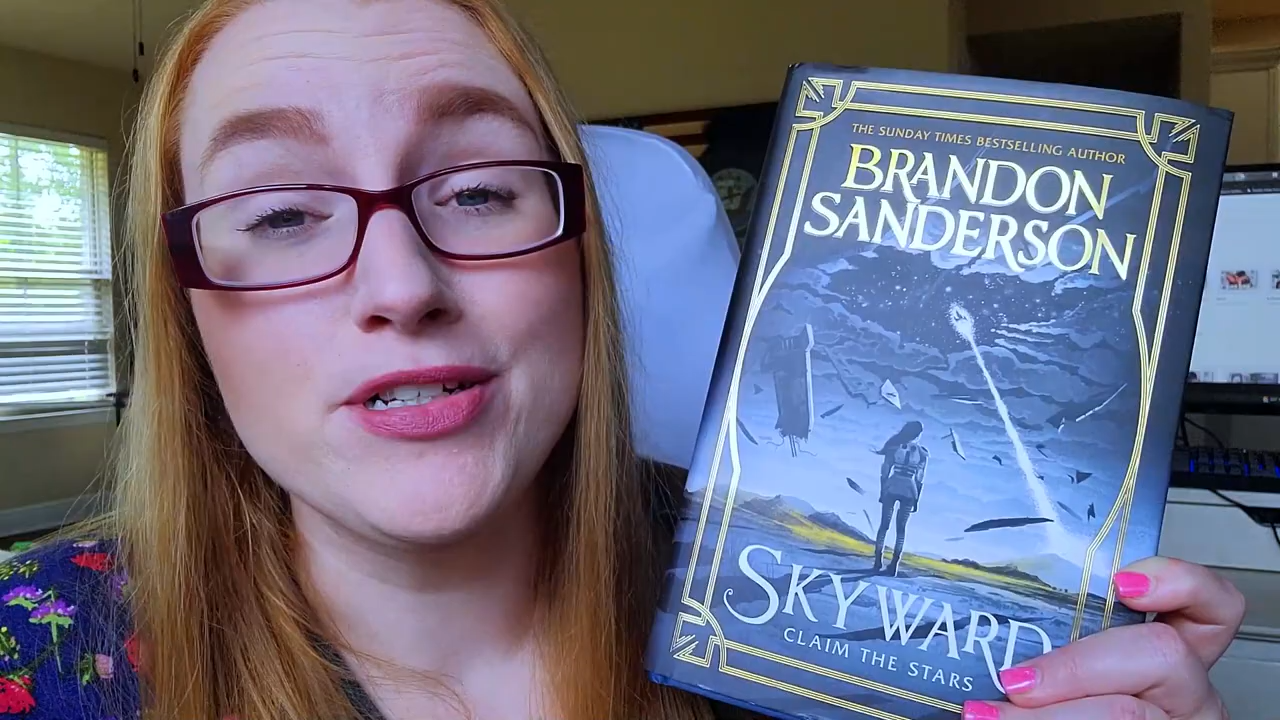 THE SUNDAY TIMES BESTSELLING AUTHOR
BRANDON
SANDERSON
SKYWARD
CLAIM THE STARS